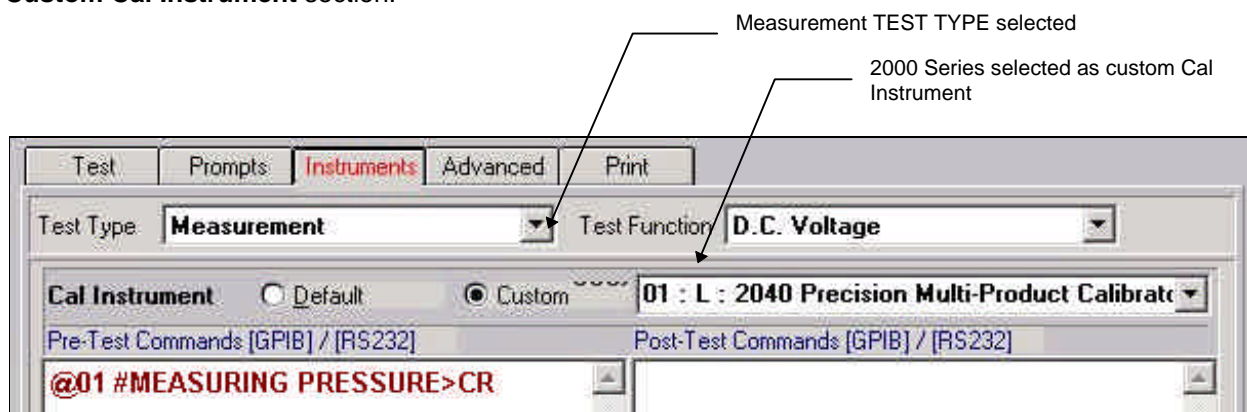 Custom Cal Instrument section.
Measurement TEST TYPE selected
2000 Series selected as custom Cal
Instrument
Test Prompts Instruments Advanced Print
Test Type Measurement Test Function D.C. Voltage
Cal Instrument Default Custom 01 : L : 2040 Precision Multi-Product Calibratc
Pre-Test Commands [GPIB] / [RS232] Post-Test Commands [GPIB] / [RS232]
@01 #MEASURING PRESSURE>CR